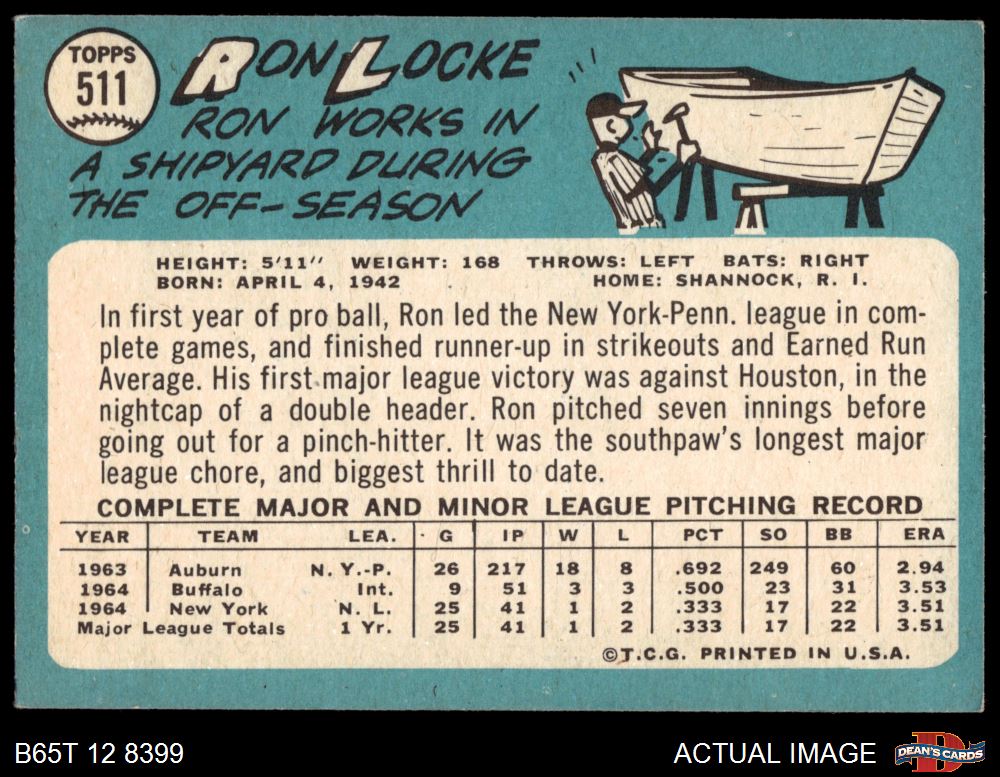 TOPPS
511
RON LOCKE
RON WORKS IN
A SHIPYARD DURING
THE OFF-SEASON
HEIGHT: 5'11" WEIGHT: 168 THROWS: LEFT BATS: RIGHT
BORN: APRIL 4, 1942 HOME: SHANNOCK, R. I.
In first year of pro ball, Ron led the New York-Penn. league in com-
plete games, and finished runner-up in strikeouts and Earned Run
Average. His first major league victory was against Houston, in the
nightcap of a double header. Ron pitched seven innings before
going out for a pinch-hitter. It was the southpaw's longest major
league chore, and biggest thrill to date.
COMPLETE MAJOR AND MINOR LEAGUE PITCHING RECORD
YEAR TEAM LEA. G IP W L PCT SO BB ERA
1963 Auburn N. Y.-P. 26 217 18 8 .692 249 60 2.94
1964 Buffalo Int. 9 51 3 3 .500 23 31 3.53
1964 New York N. L. 25 41 1 2 .333 17 22 3.51
Major League Totals 1 Yr. 25 41 1 2 .333 17 22 3.51
©T.C.G. PRINTED IN U.S.A.
B65T 12 8399 ACTUAL IMAGE DEAN'S CARDS